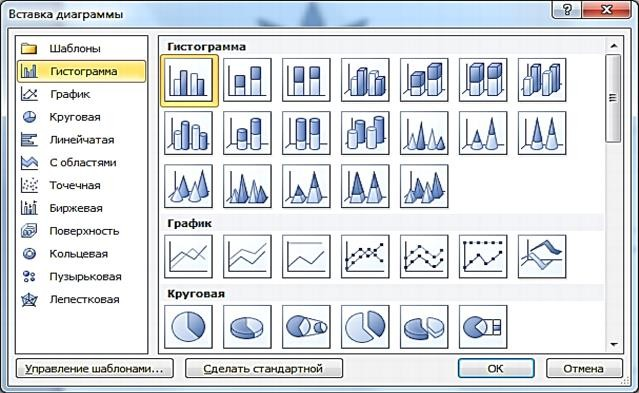 Вставка диаграммы
Шаблоны
Гистограмма
График
Круговая
Линейчатая
С областями
Точечная
Биржевая
Поверхность
Кольцевая
Пузырьковая
Лепестковая
Гистограмма
График
Круговая
Управление шаблонами...
Сделать стандартной
ОК
Отмена